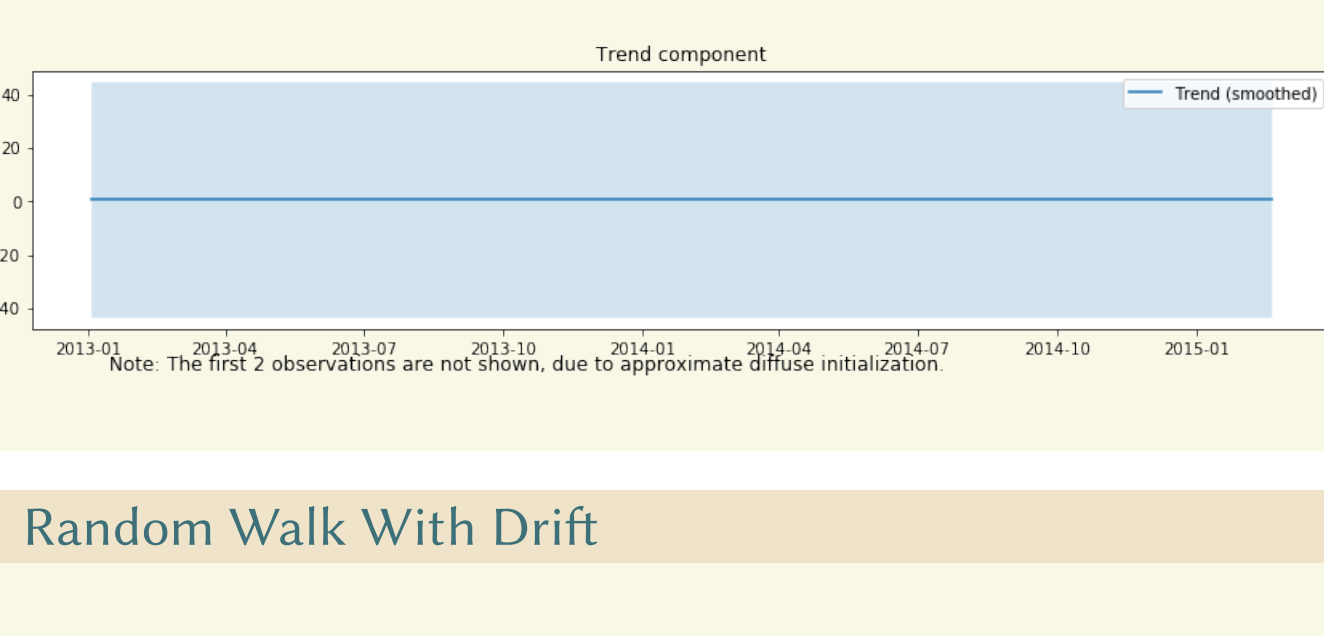 Trend component
40
Trend (smoothed)
20
0
20
40
2013-01 2013-04 2013-07 2013-10 2014-01 2014-04 2014-07 2014-10 2015-01
Note: The first 2 observations are not shown, due to approximate diffuse initialization.
Random Walk With Drift